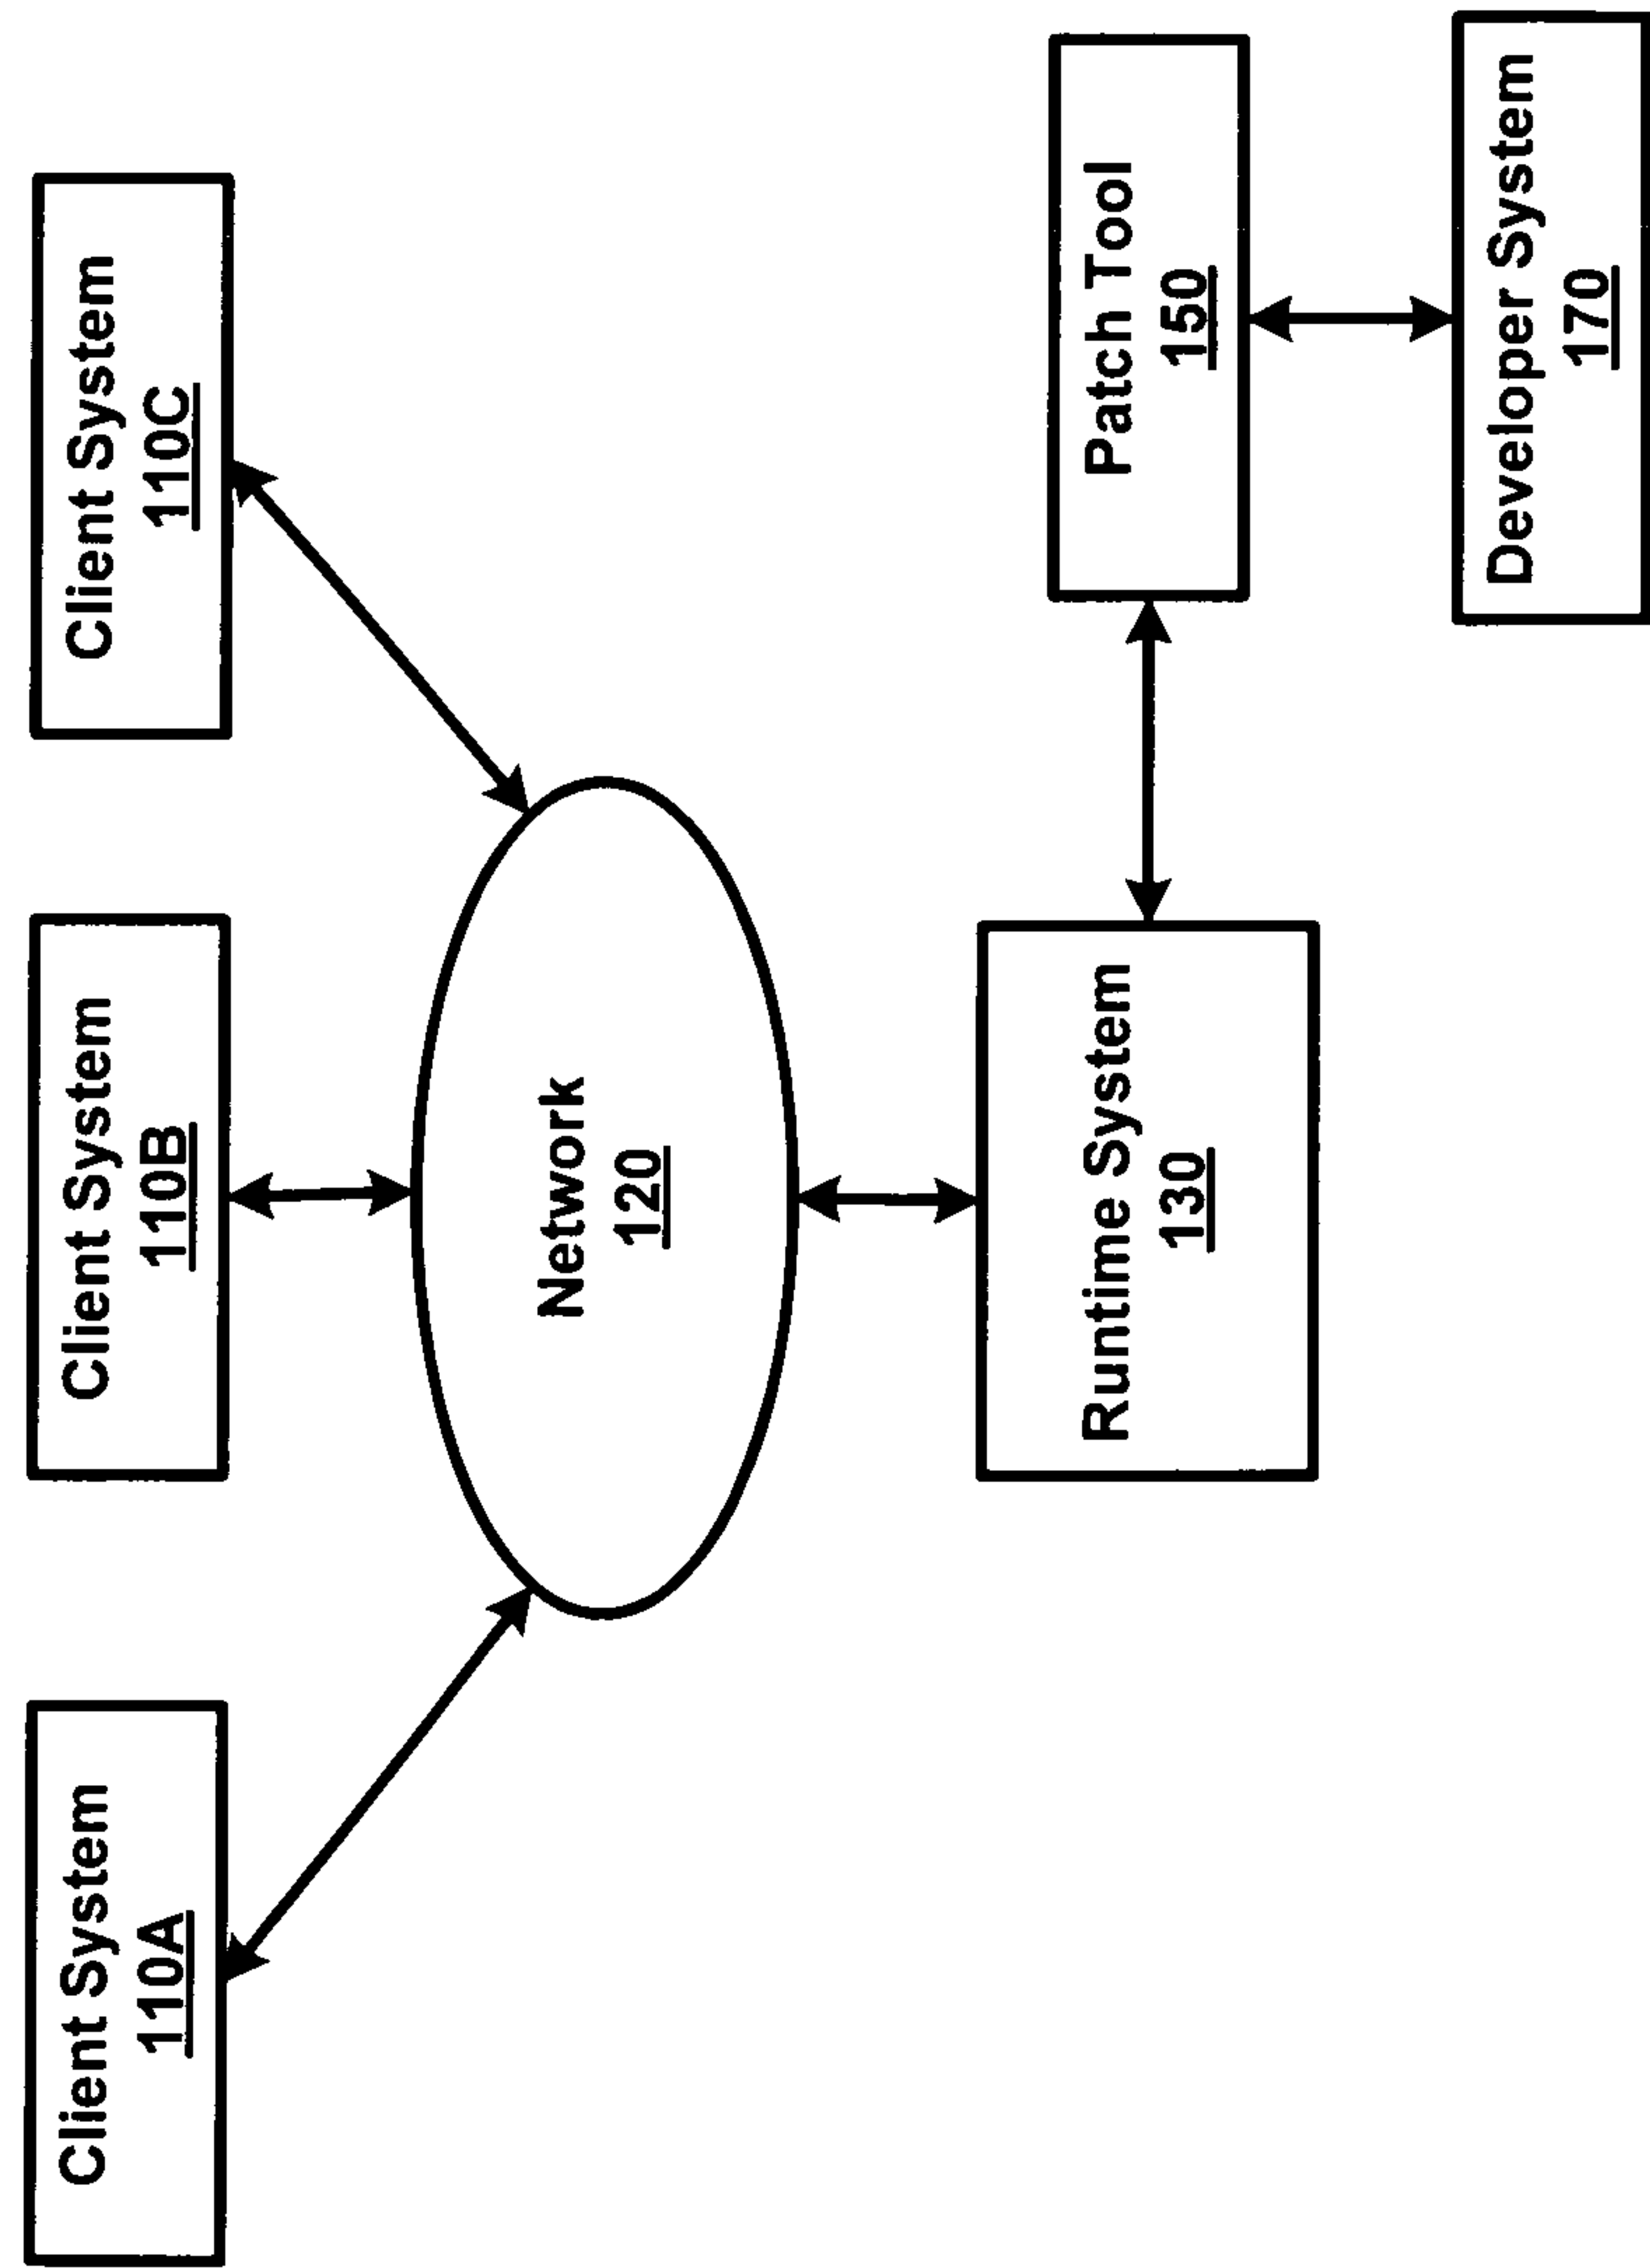 Client System
110A
Client System
110B
Client System
110C
Network
120
Runtime System
130
Patch Tool
150
Developer System
170